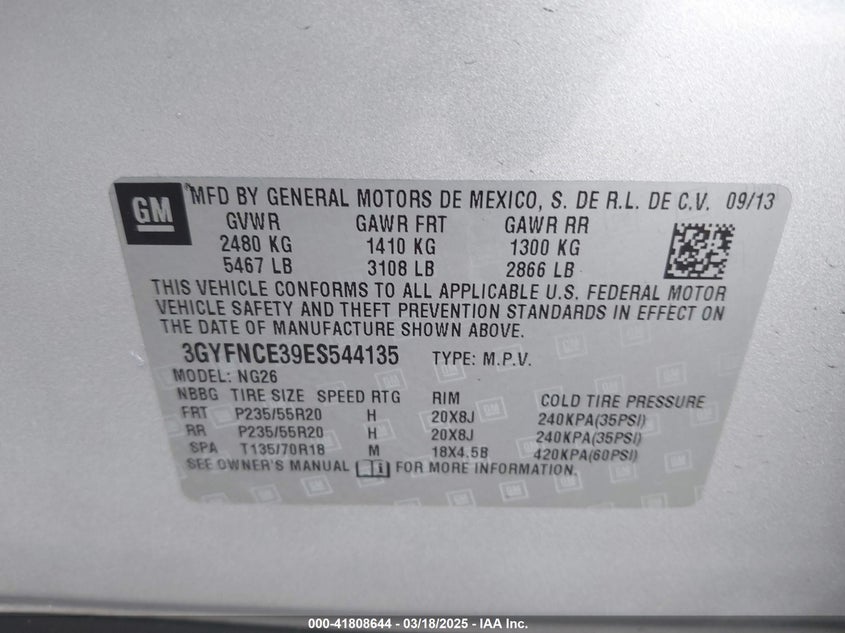 GM MFD BY GENERAL MOTORS DE MEXICO, S. DE R.L. DE C.V. 09/13
GVWR GAWR FRT GAWR RR
2480 KG 1410 KG 1300 KG
5467 LB 3108 LB 2866 LB
THIS VEHICLE CONFORMS TO ALL APPLICABLE U.S. FEDERAL MOTOR
VEHICLE SAFETY AND THEFT PREVENTION STANDARDS IN EFFECT ON
THE DATE OF MANUFACTURE SHOWN ABOVE.
3GYFNCE39ES544135 TYPE: M.P.V.
MODEL: NG26
NBBG TIRE SIZE SPEED RTG RIM COLD TIRE PRESSURE
FRT P235/55R20 H 20X8J 240KPA(35PSI)
RR P235/55R20 H 20X8J 240KPA(35PSI)
SPA T135/70R18 M 18X4.5B 420KPA(60PSI)
SEE OWNER'S MANUAL FOR MORE INFORMATION.
000-41808644 / 03/18/2025 - IAA Inc.